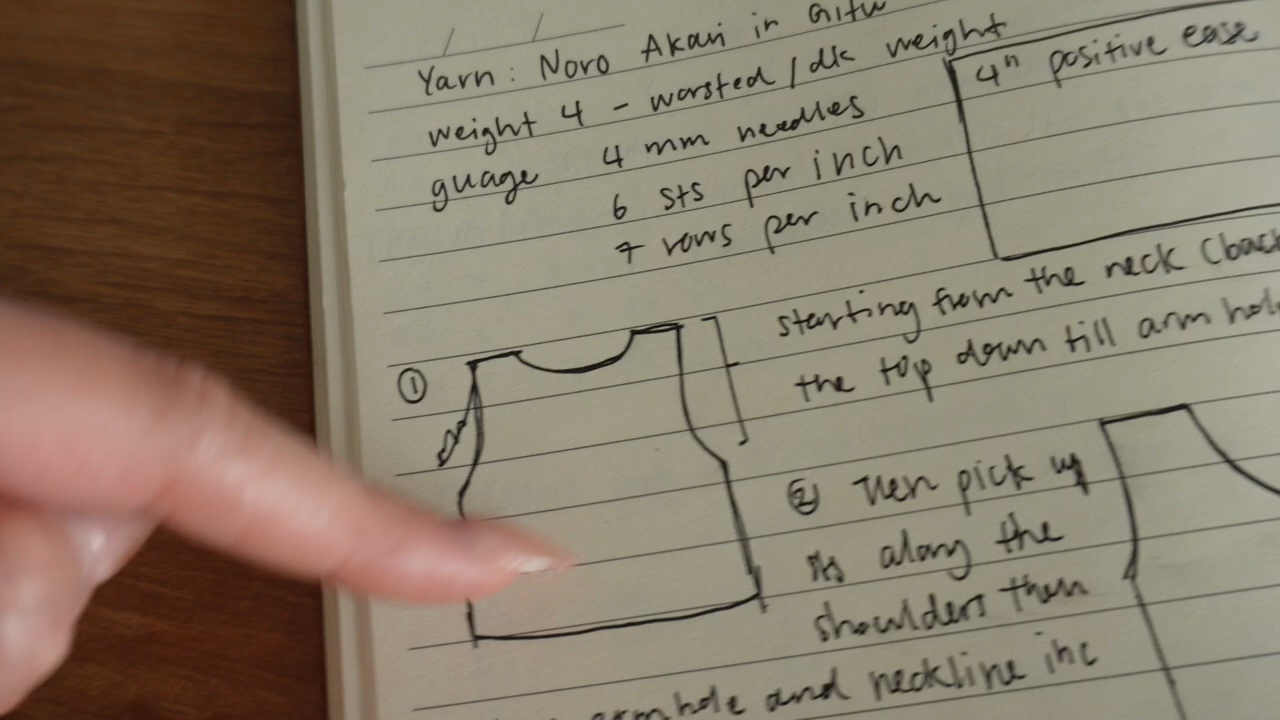 Yarn: Noro Akari in
weight 4 - worsted / dk weight
guage 4 mm needles
6 sts per inch
7 rows per inch
4" positive ease
starting from the neck (back
the top down till arm hole
①
② Then pick up
sts along the
shoulders then
armhole and neckline inc